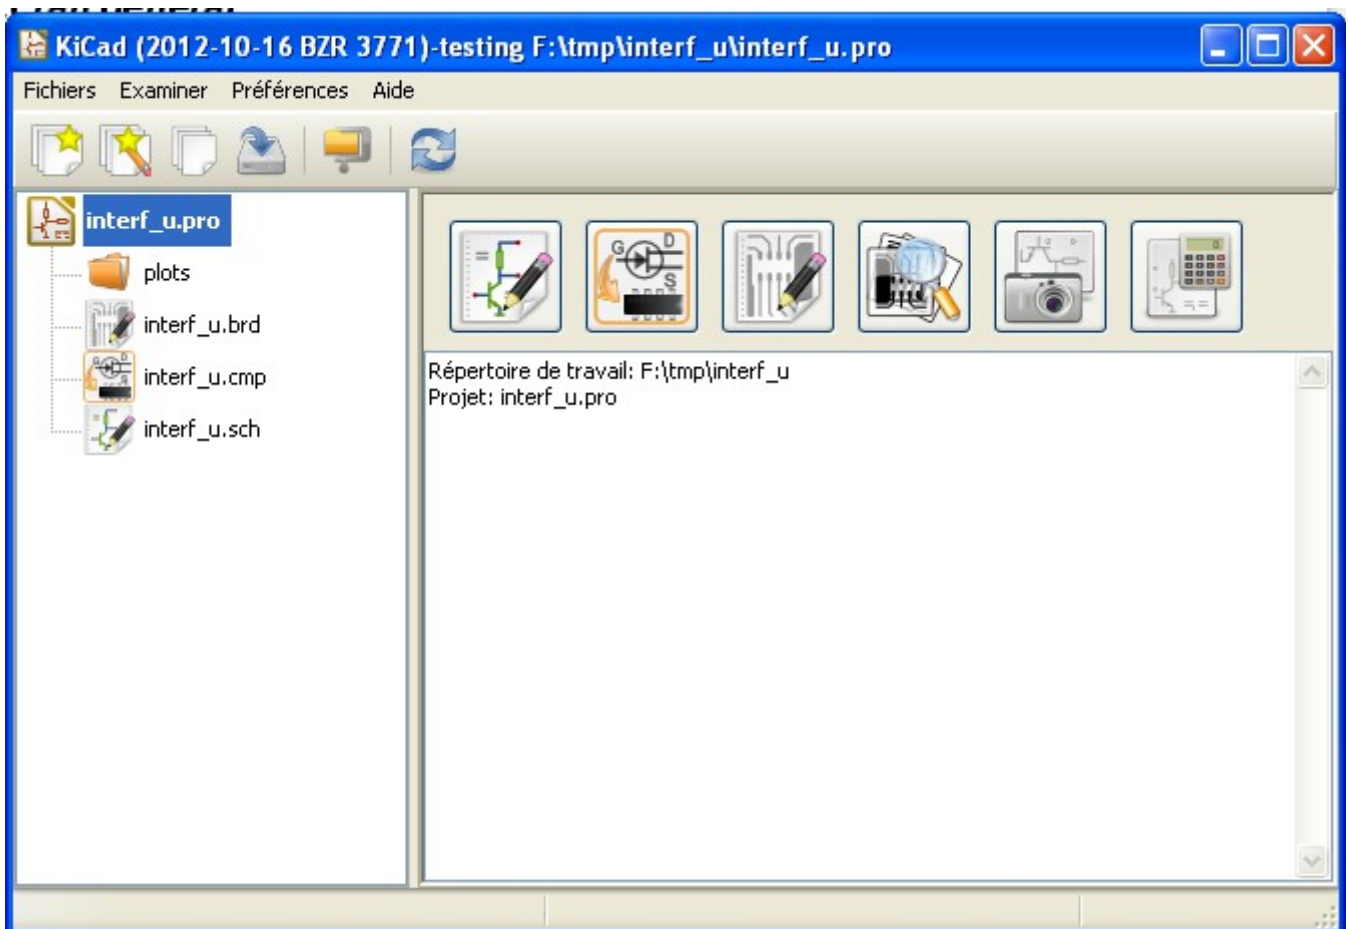 KiCad (2012-10-16 BZR 3771)-testing F:\tmp\interf_u\interf_u.pro
Fichiers Examiner Préférences Aide
interf_u.pro
plots
interf_u.brd
interf_u.cmp
interf_u.sch
G D
S
Répertoire de travail: F:\tmp\interf_u
Projet: interf_u.pro